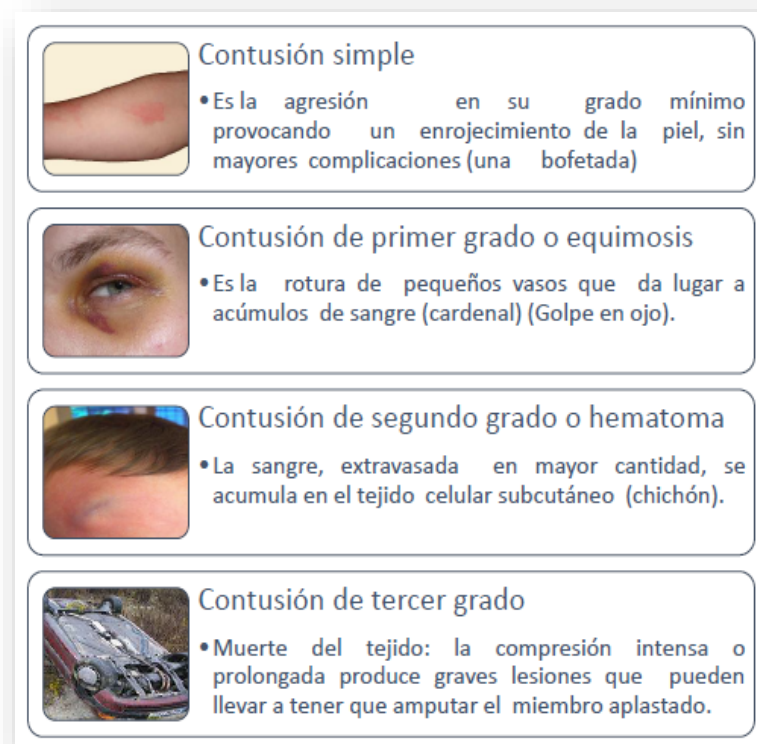 Contusión simple
•Es la agresión en su grado mínimo
provocando un enrojecimiento de la piel, sin
mayores complicaciones (una bofetada)
Contusión de primer grado o equimosis
•Es la rotura de pequeños vasos que da lugar a
acúmulos de sangre (cardenal) (Golpe en ojo).
Contusión de segundo grado o hematoma
•La sangre, extravasada en mayor cantidad, se
acumula en el tejido celular subcutáneo (chichón).
Contusión de tercer grado
•Muerte del tejido: la compresión intensa o
prolongada produce graves lesiones que pueden
llevar a tener que amputar el miembro aplastado.